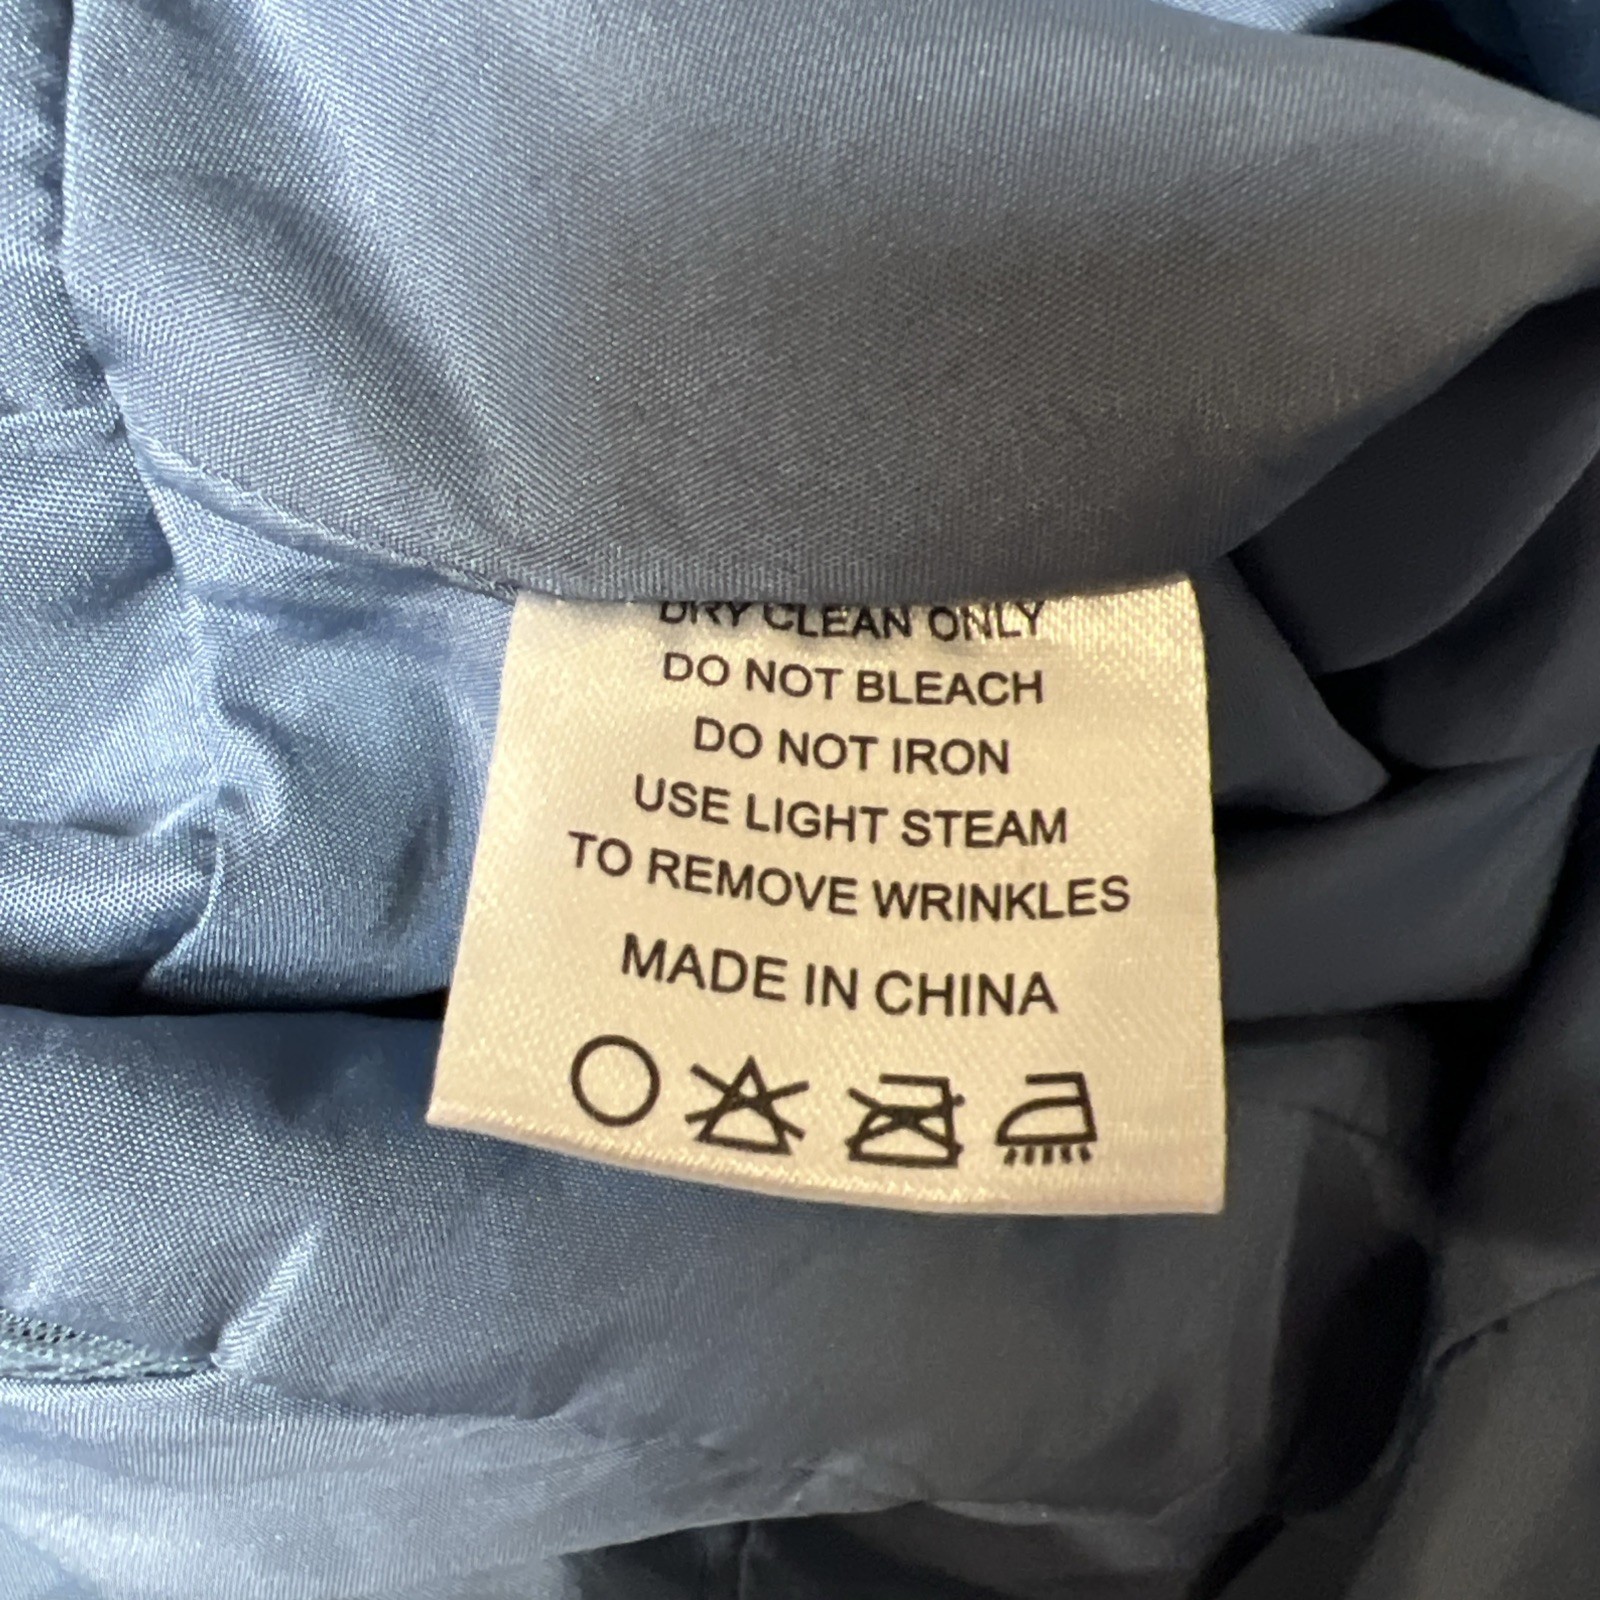 DRY CLEAN ONLY
DO NOT BLEACH
DO NOT IRON
USE LIGHT STEAM
TO REMOVE WRINKLES
MADE IN CHINA